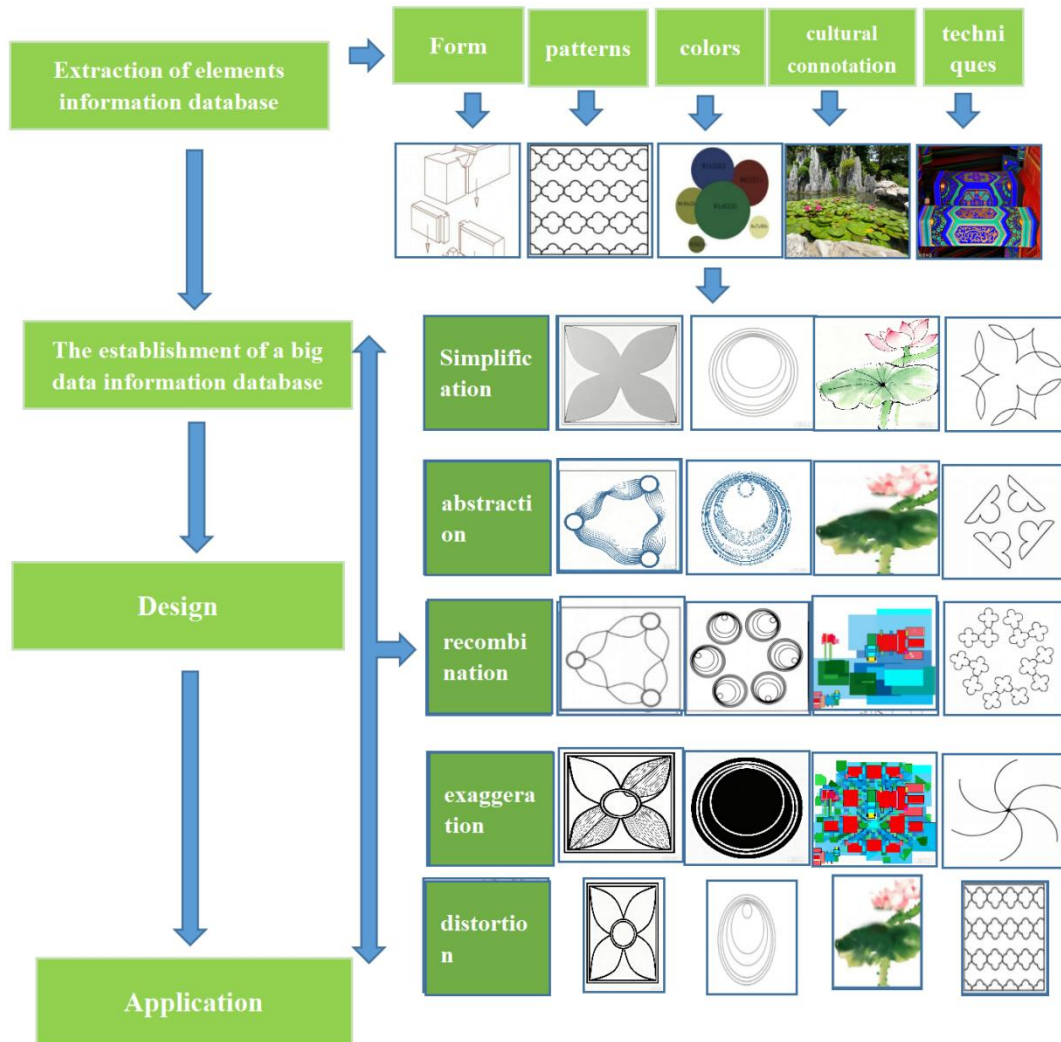 Extraction of elements
information database
Form
patterns
colors
cultural
connotation
techni
ques
The establishment of a big
data information database
Simplific
ation
abstracti
on
Design
recombi
nation
exaggera
tion
distortio
n
Application